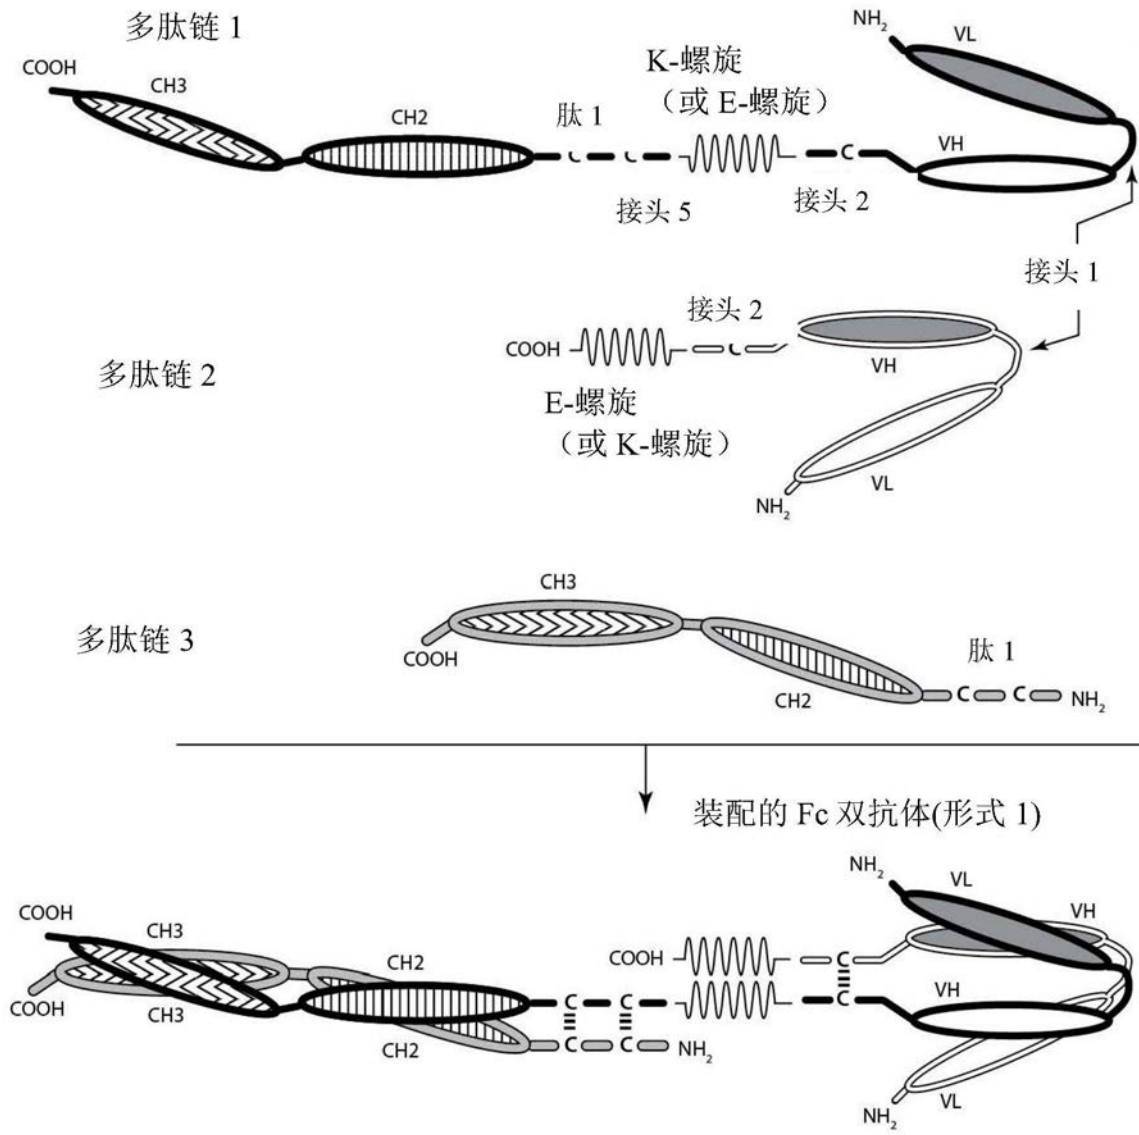 多肽链 1
NH2
VL
COOH
CH3
K-螺旋
（或 E-螺旋）
CH2
肽 1
VH
C C C
接头 5
接头 2
接头 1
多肽链 2
接头 2
COOH
C
VH
E-螺旋
（或 K-螺旋）
VL
NH2
CH3
多肽链 3
COOH
肽 1
CH2
C C NH2
装配的 Fc 双抗体(形式 1)
NH2
VL
VH
COOH
CH3
CH2
COOH
C
COOH
CH3
C C
C
VH
CH2
C C NH2
VL
NH2